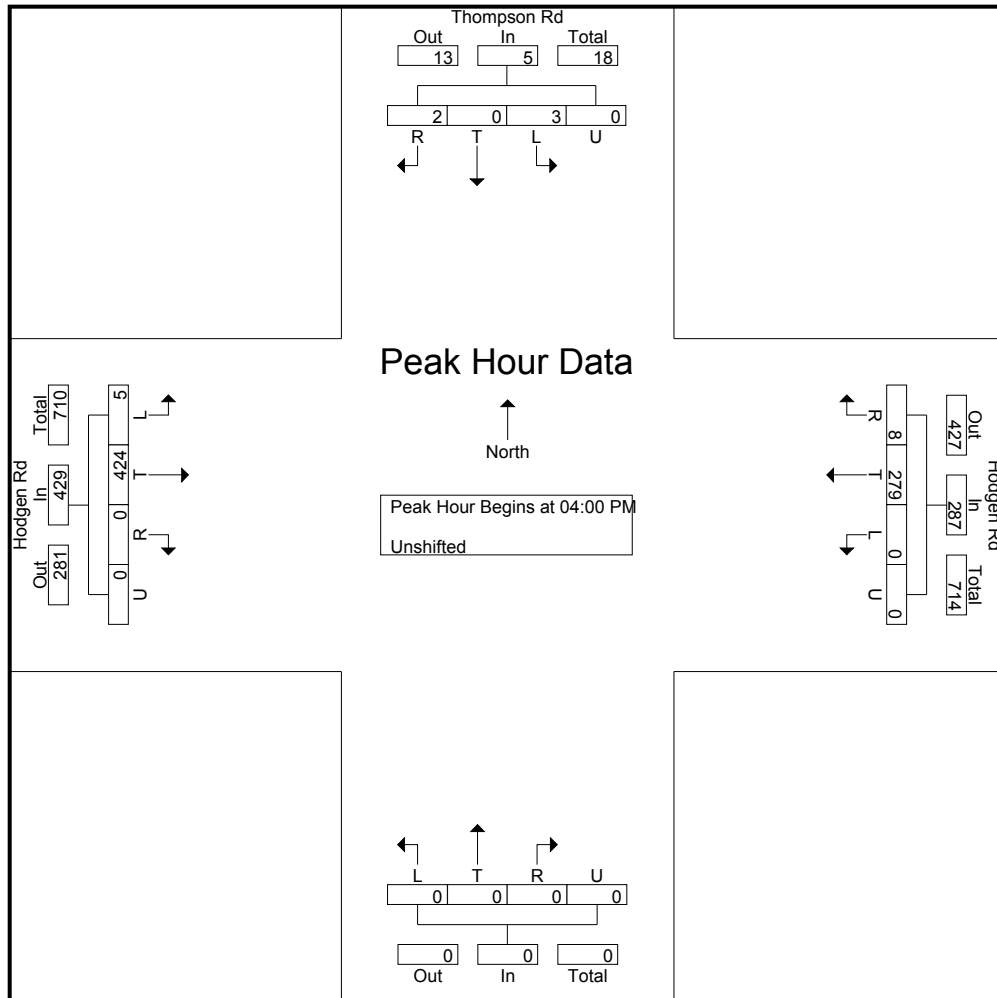 Thompson Rd
Out In Total
13 5 18
2 0 3 0
R T L U
Peak Hour Data
North
Peak Hour Begins at 04:00 PM
Unshifted
Hodgen Rd
Total In Out
710 429 281
5 424 0 0
L T R U
R T L U
8 279 0 0
Out In Total
427 287 714
Hodgen Rd
L T R U
0 0 0 0
0 0 0
Out In Total